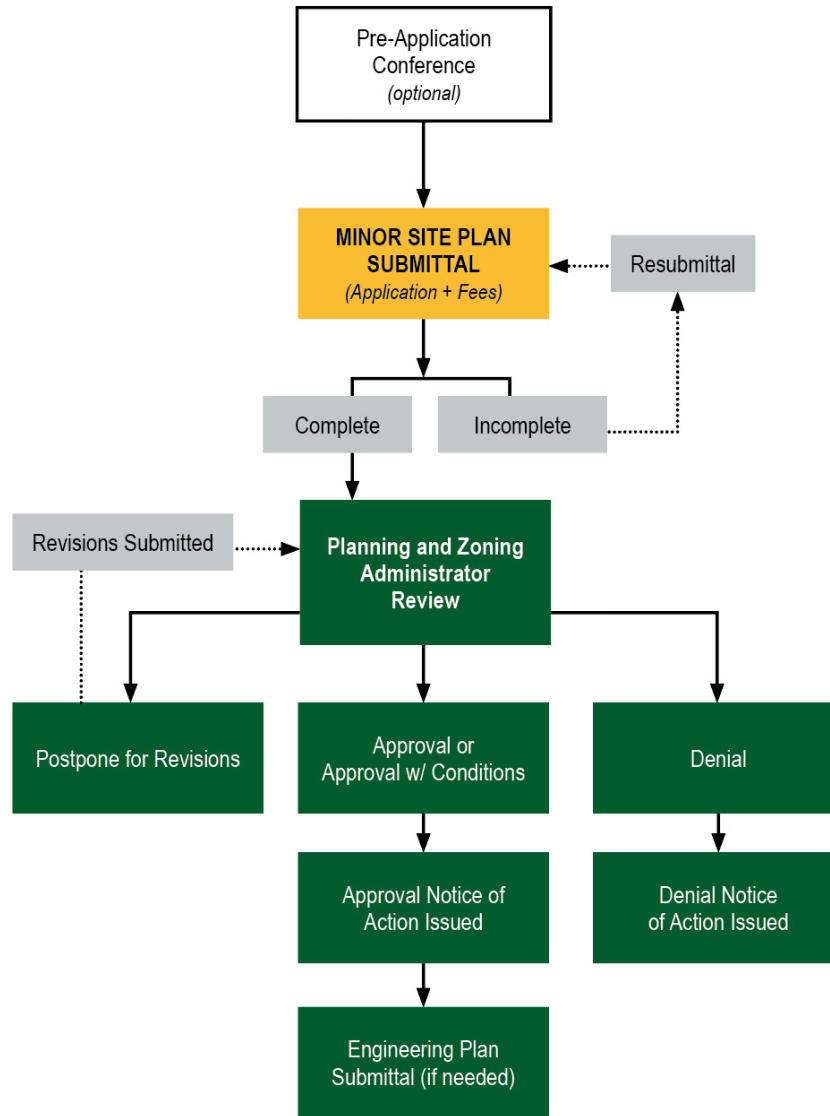 Pre-Application
Conference
(optional)
MINOR SITE PLAN
SUBMITTAL
(Application + Fees)
Resubmittal
Complete
Incomplete
Revisions Submitted
Planning and Zoning
Administrator
Review
Postpone for Revisions
Approval or
Approval w/ Conditions
Denial
Approval Notice of
Action Issued
Denial Notice
of Action Issued
Engineering Plan
Submittal (if needed)